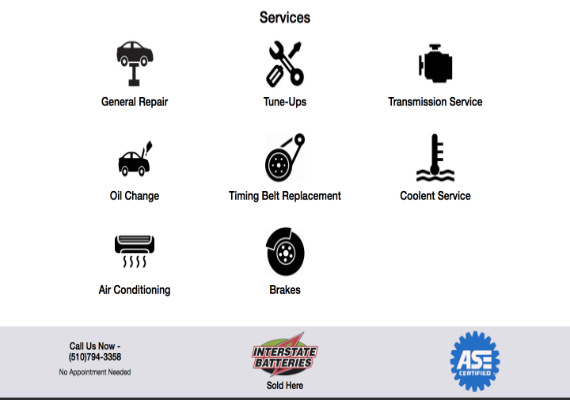 Services
General Repair
Tune-Ups
Transmission Service
Oil Change
Timing Belt Replacement
Coolent Service
Air Conditioning
Brakes
Call Us Now -
(510)794-3358
No Appointment Needed
INTERSTATE
BATTERIES
Sold Here
ASE
CERTIFIED